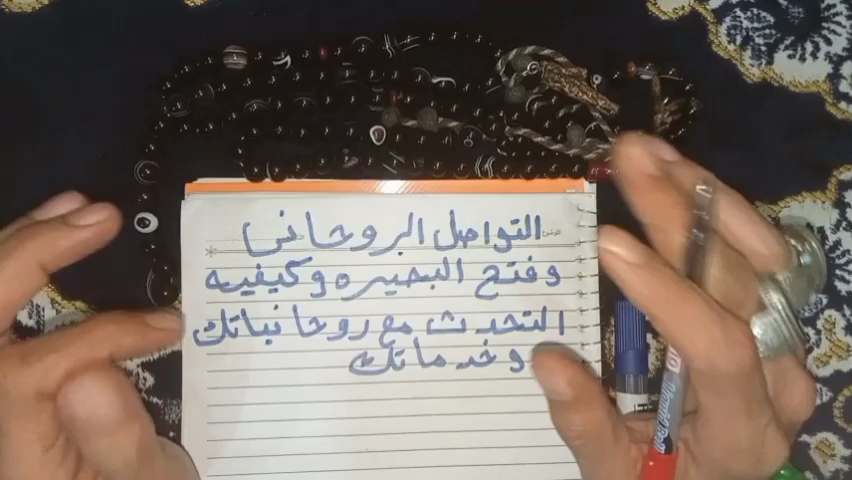 التواصل الروحاني
وفتح البصيره وكيفيه
التحدث مع روحانياتك
وخدماتك